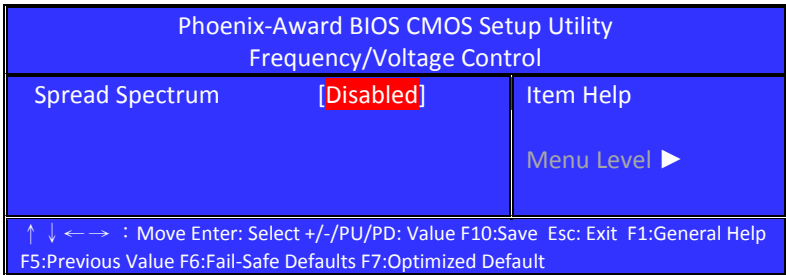 Phoenix-Award BIOS CMOS Setup Utility
Frequency/Voltage Control
Spread Spectrum [Disabled] Item Help
Menu Level ►
↑ ↓ ← → ：Move Enter: Select +/-/PU/PD: Value F10:Save Esc: Exit F1:General Help
F5:Previous Value F6:Fail-Safe Defaults F7:Optimized Default